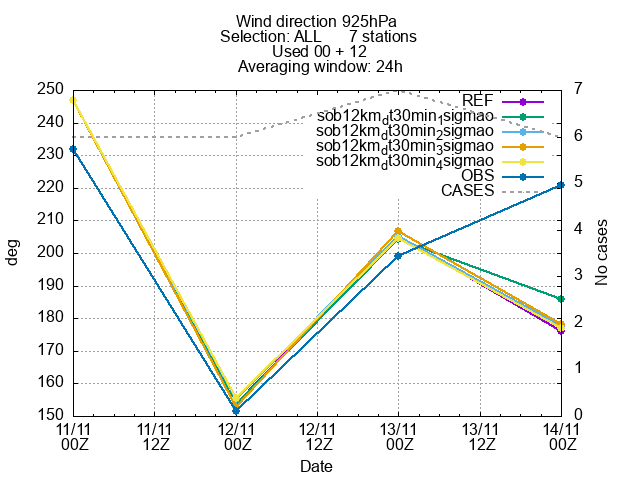 Wind direction 925hPa
Selection: ALL 7 stations
Used 00 + 12
Averaging window: 24h
250 7
240
230 6
220
210 5
200 4
190 3
180 2
170
160 1
150 0
deg
No cases
REF
sob12km_dt30min_1sigmao
sob12km_dt30min_2sigmao
sob12km_dt30min_3sigmao
sob12km_dt30min_4sigmao
OBS
CASES
11/11 11/11 12/11 12/11 13/11 13/11 14/11
00Z 12Z 00Z 12Z 00Z 12Z 00Z
Date